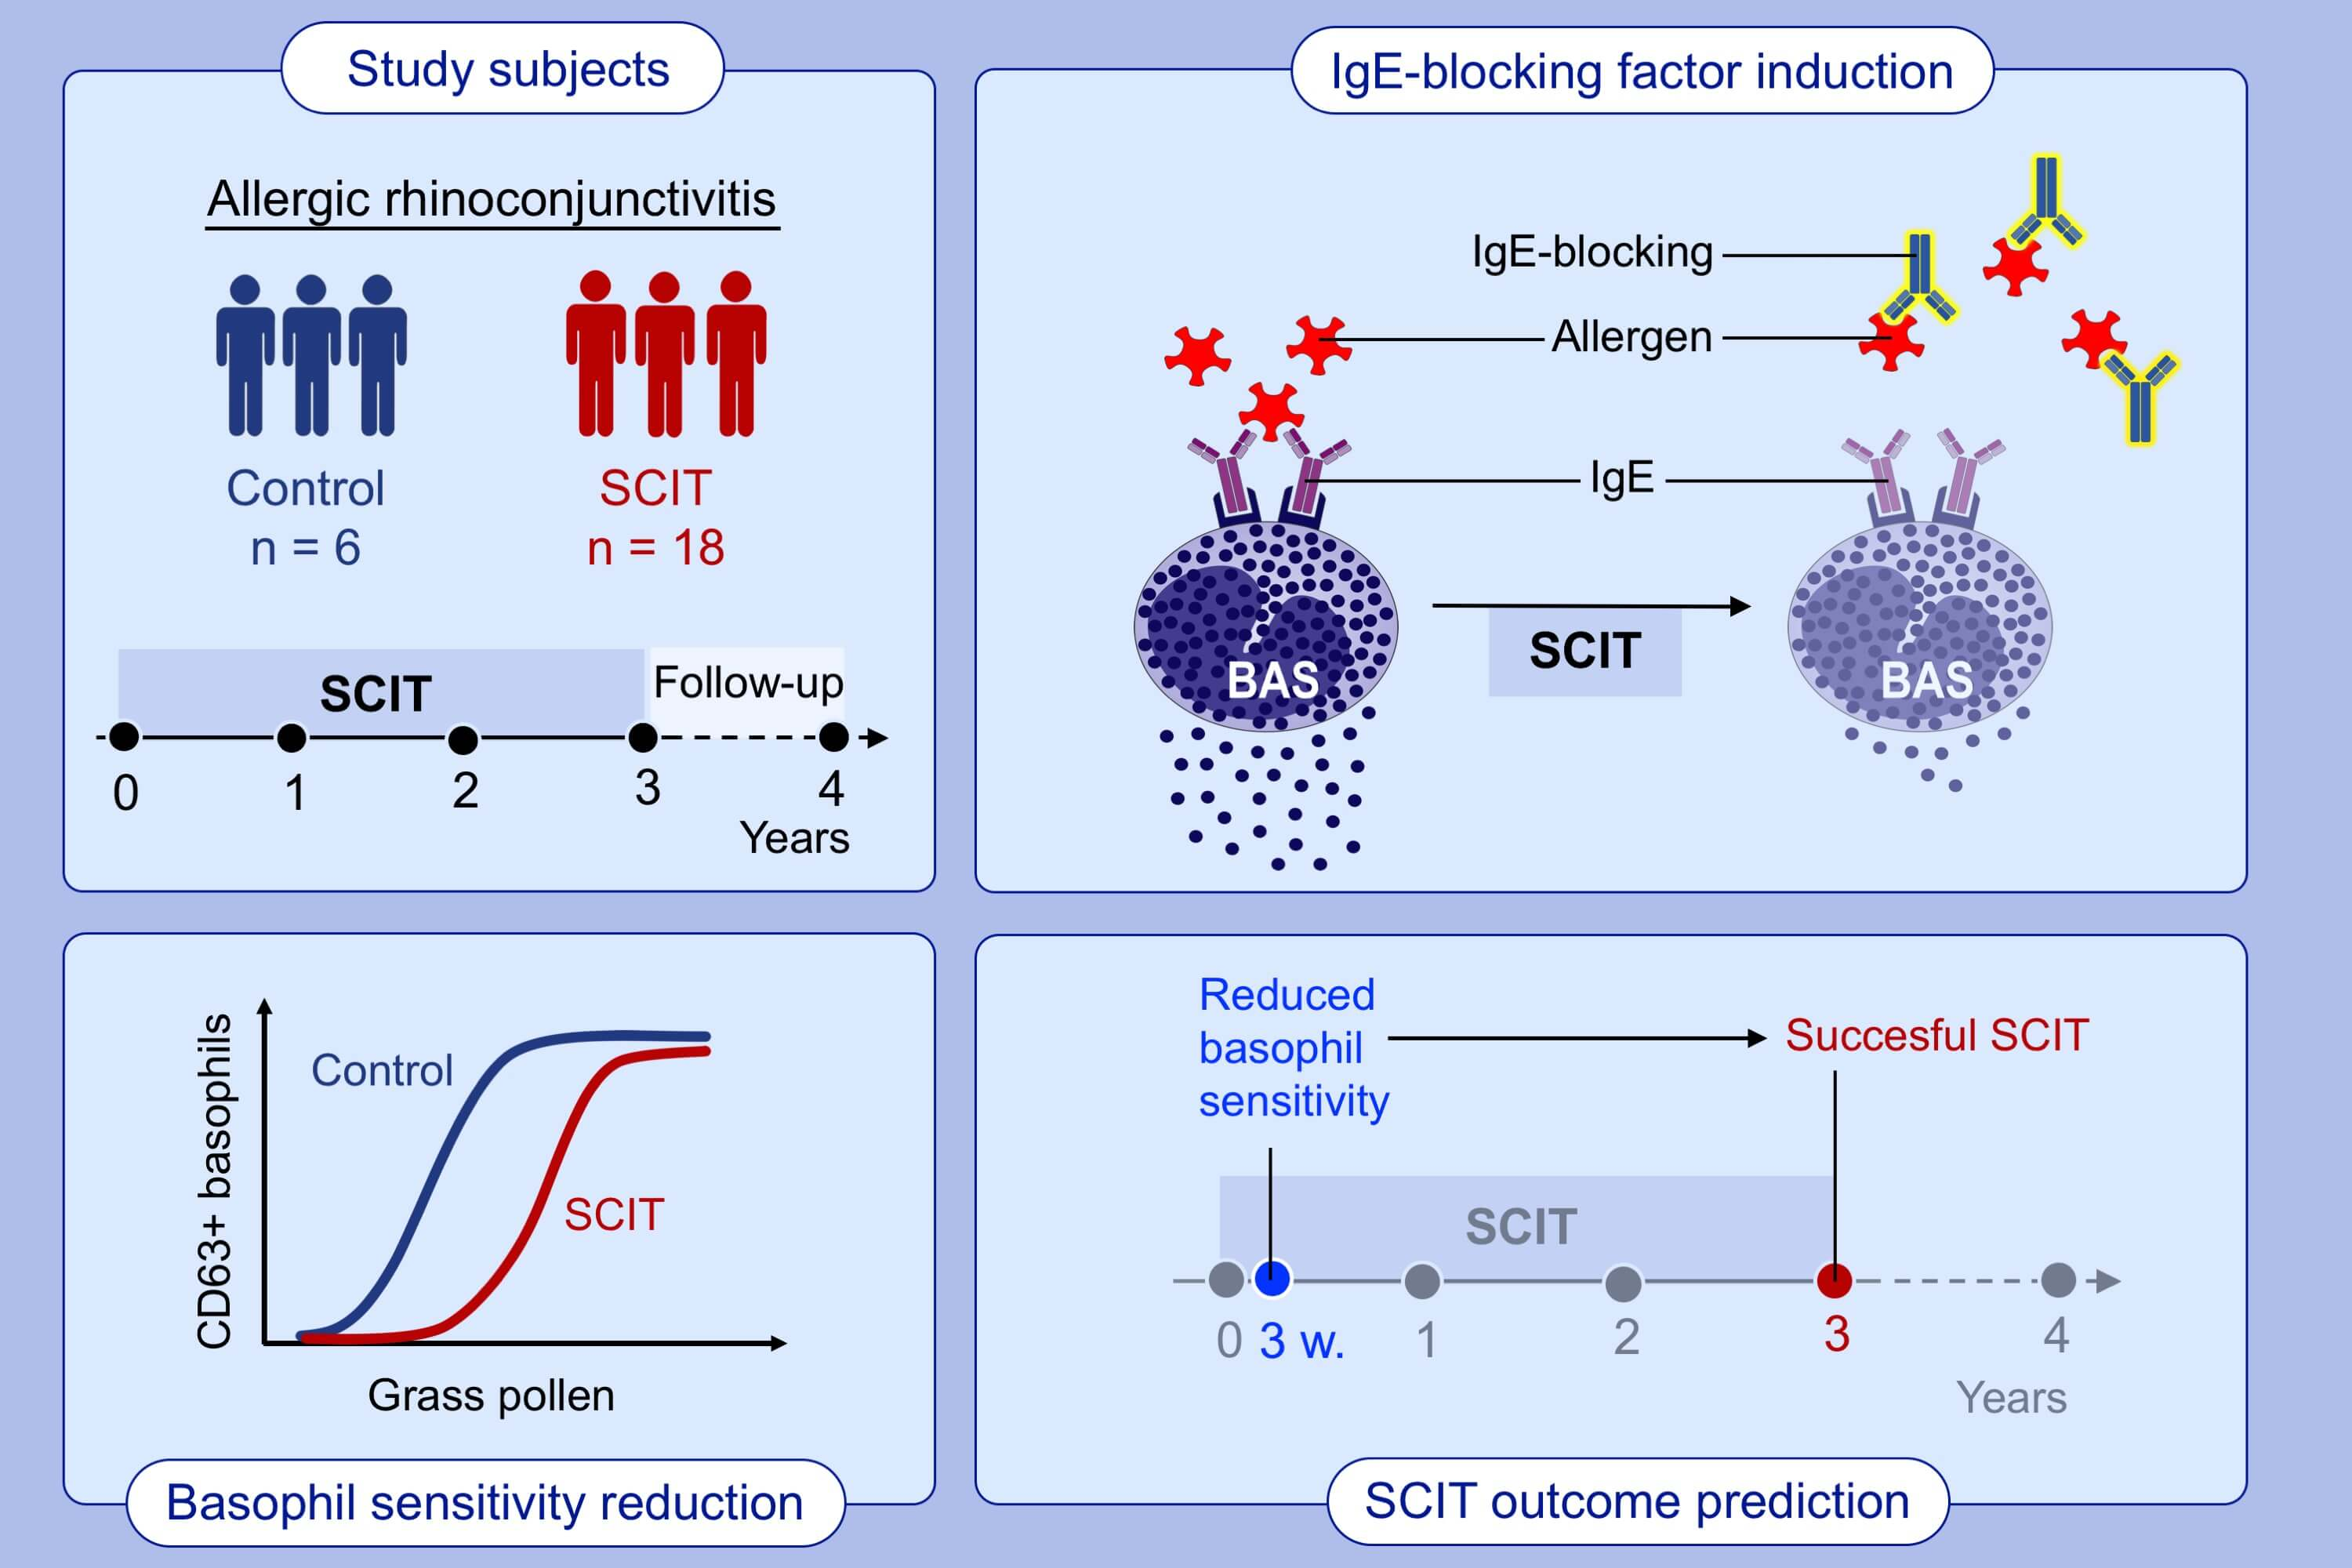 Study subjects
Allergic rhinoconjunctivitis
Control
n = 6
SCIT
n = 18
SCIT
Follow-up
0
1
2
3
4
Years
IgE-blocking factor induction
IgE-blocking
Allergen
IgE
BAS
SCIT
BAS
CD63+ basophils
Control
SCIT
Grass pollen
Basophil sensitivity reduction
Reduced
basophil
sensitivity
Succesful SCIT
SCIT
0
3 w.
1
2
3
4
Years
SCIT outcome prediction